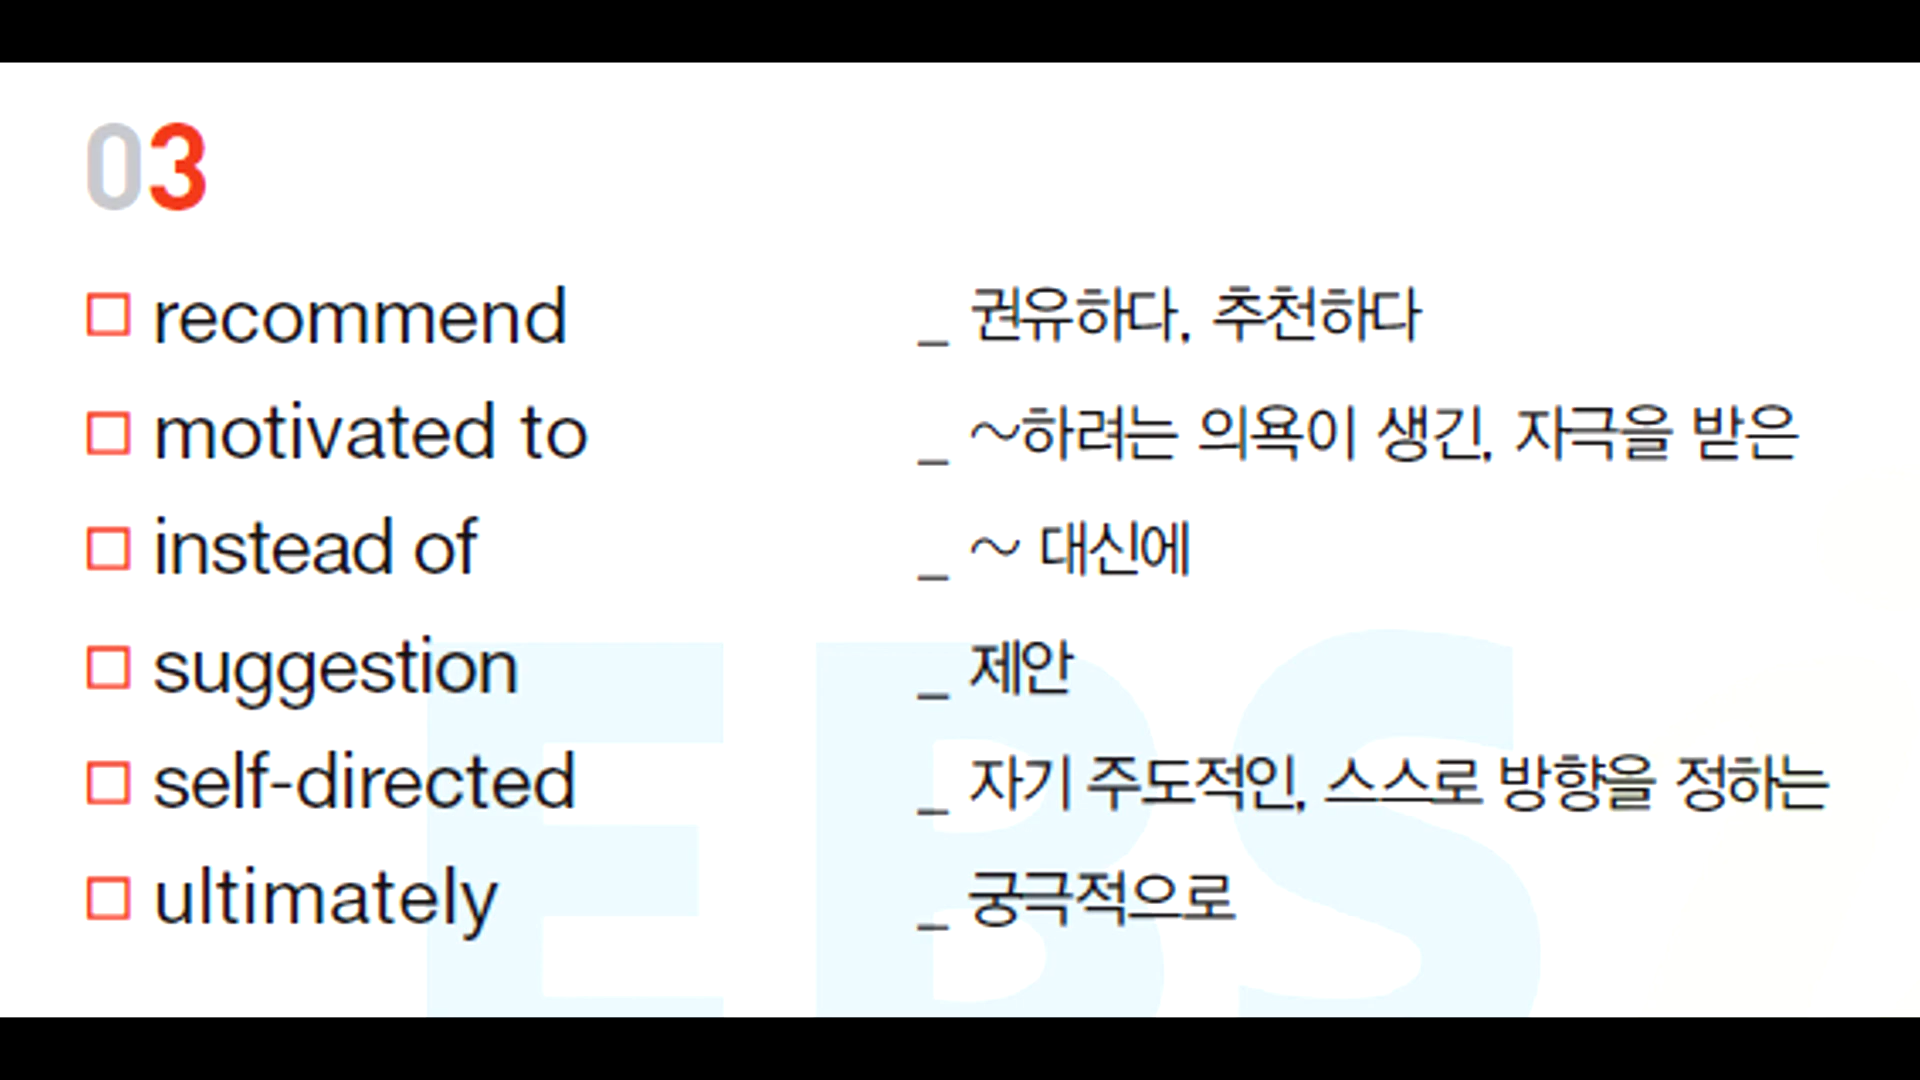 03
□ recommend _ 권유하다, 추천하다
□ motivated to _ ~하려는 의욕이 생긴, 자극을 받은
□ instead of _ ~ 대신에
□ suggestion _ 제안
□ self-directed _ 자기 주도적인, 스스로 방향을 정하는
□ ultimately _ 궁극적으로
EBS